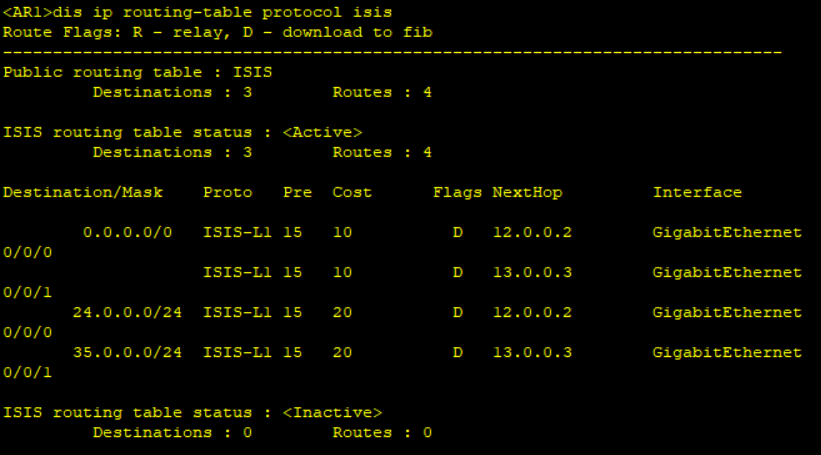 <AR1>dis ip routing-table protocol isis
Route Flags: R - relay, D - download to fib
------------------------------------------------------------------------------
Public routing table : ISIS
         Destinations : 3        Routes : 4

ISIS routing table status : <Active>
         Destinations : 3        Routes : 4

Destination/Mask    Proto   Pre  Cost      Flags NextHop         Interface

        0.0.0.0/0   ISIS-L1 15   10          D   12.0.0.2        GigabitEthernet
0/0/0
                    ISIS-L1 15   10          D   13.0.0.3        GigabitEthernet
0/0/1
       24.0.0.0/24  ISIS-L1 15   20          D   12.0.0.2        GigabitEthernet
0/0/0
       35.0.0.0/24  ISIS-L1 15   20          D   13.0.0.3        GigabitEthernet
0/0/1

ISIS routing table status : <Inactive>
         Destinations : 0        Routes : 0